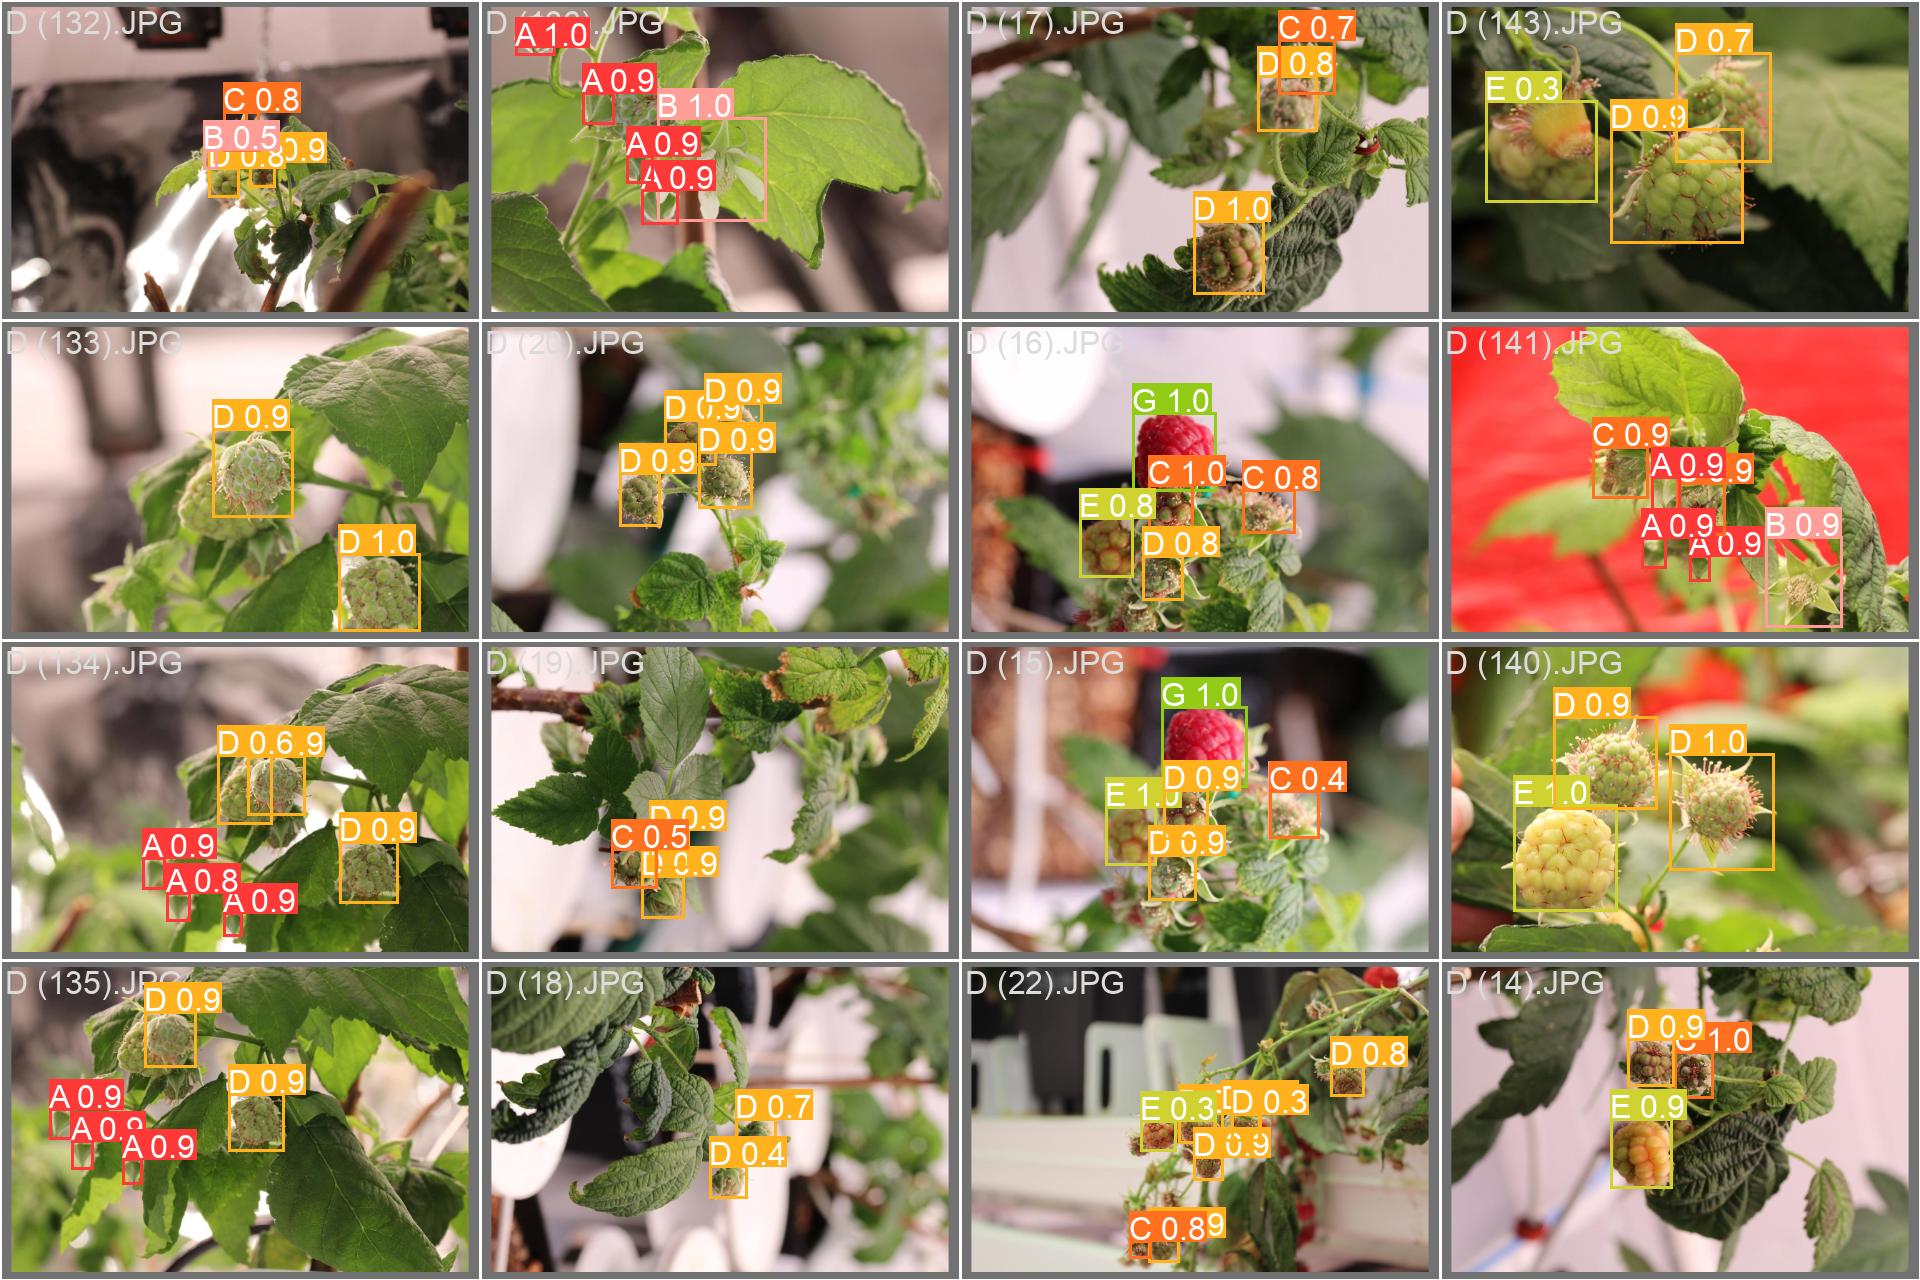 D (132).JPG
C 0.8
B 0.5
D 0.8
0.9
D
.JPG
A 1.0
A 0.9
B 1.0
A 0.9
A 0.9
D (17).JPG
C 0.7
D 0.8
D 1.0
D (143).JPG
D 0.7
E 0.3
D 0.9
D (133).JPG
D 0.9
D 1.0
D (20).JPG
D 0.9
D 0.9
D 0.9
D 0.9
D (16).JPG
G 1.0
C 1.0
C 0.8
E 0.8
D 0.8
D (141).JPG
C 0.9
A 0.9
.9
A 0.9
A 0.9
B 0.9
D (134).JPG
D 0.6
.9
D 0.9
A 0.9
A 0.8
A 0.9
D (19).JPG
D 0.9
C 0.5
D 0.9
D (15).JPG
G 1.0
D 0.9
C 0.4
E 1.0
D 0.9
D (140).JPG
D 0.9
D 1.0
E 1.0
D (135).JPG
D 0.9
D 0.9
A 0.9
A 0.9
A 0.9
D (18).JPG
D 0.7
D 0.4
D (22).JPG
D 0.8
E 0.3
D 0.3
D 0.9
C 0.8
9
D (14).JPG
D 0.9
C 1.0
E 0.9